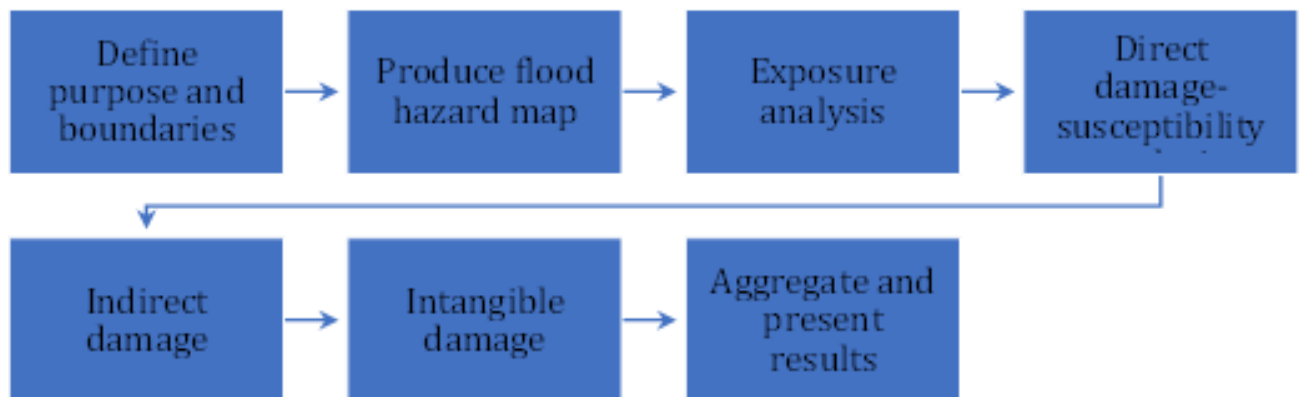 Define
purpose and
boundaries
Produce flood
hazard map
Exposure
analysis
Direct
damage-
susceptibility
Indirect
damage
Intangible
damage
Aggregate and
present
results